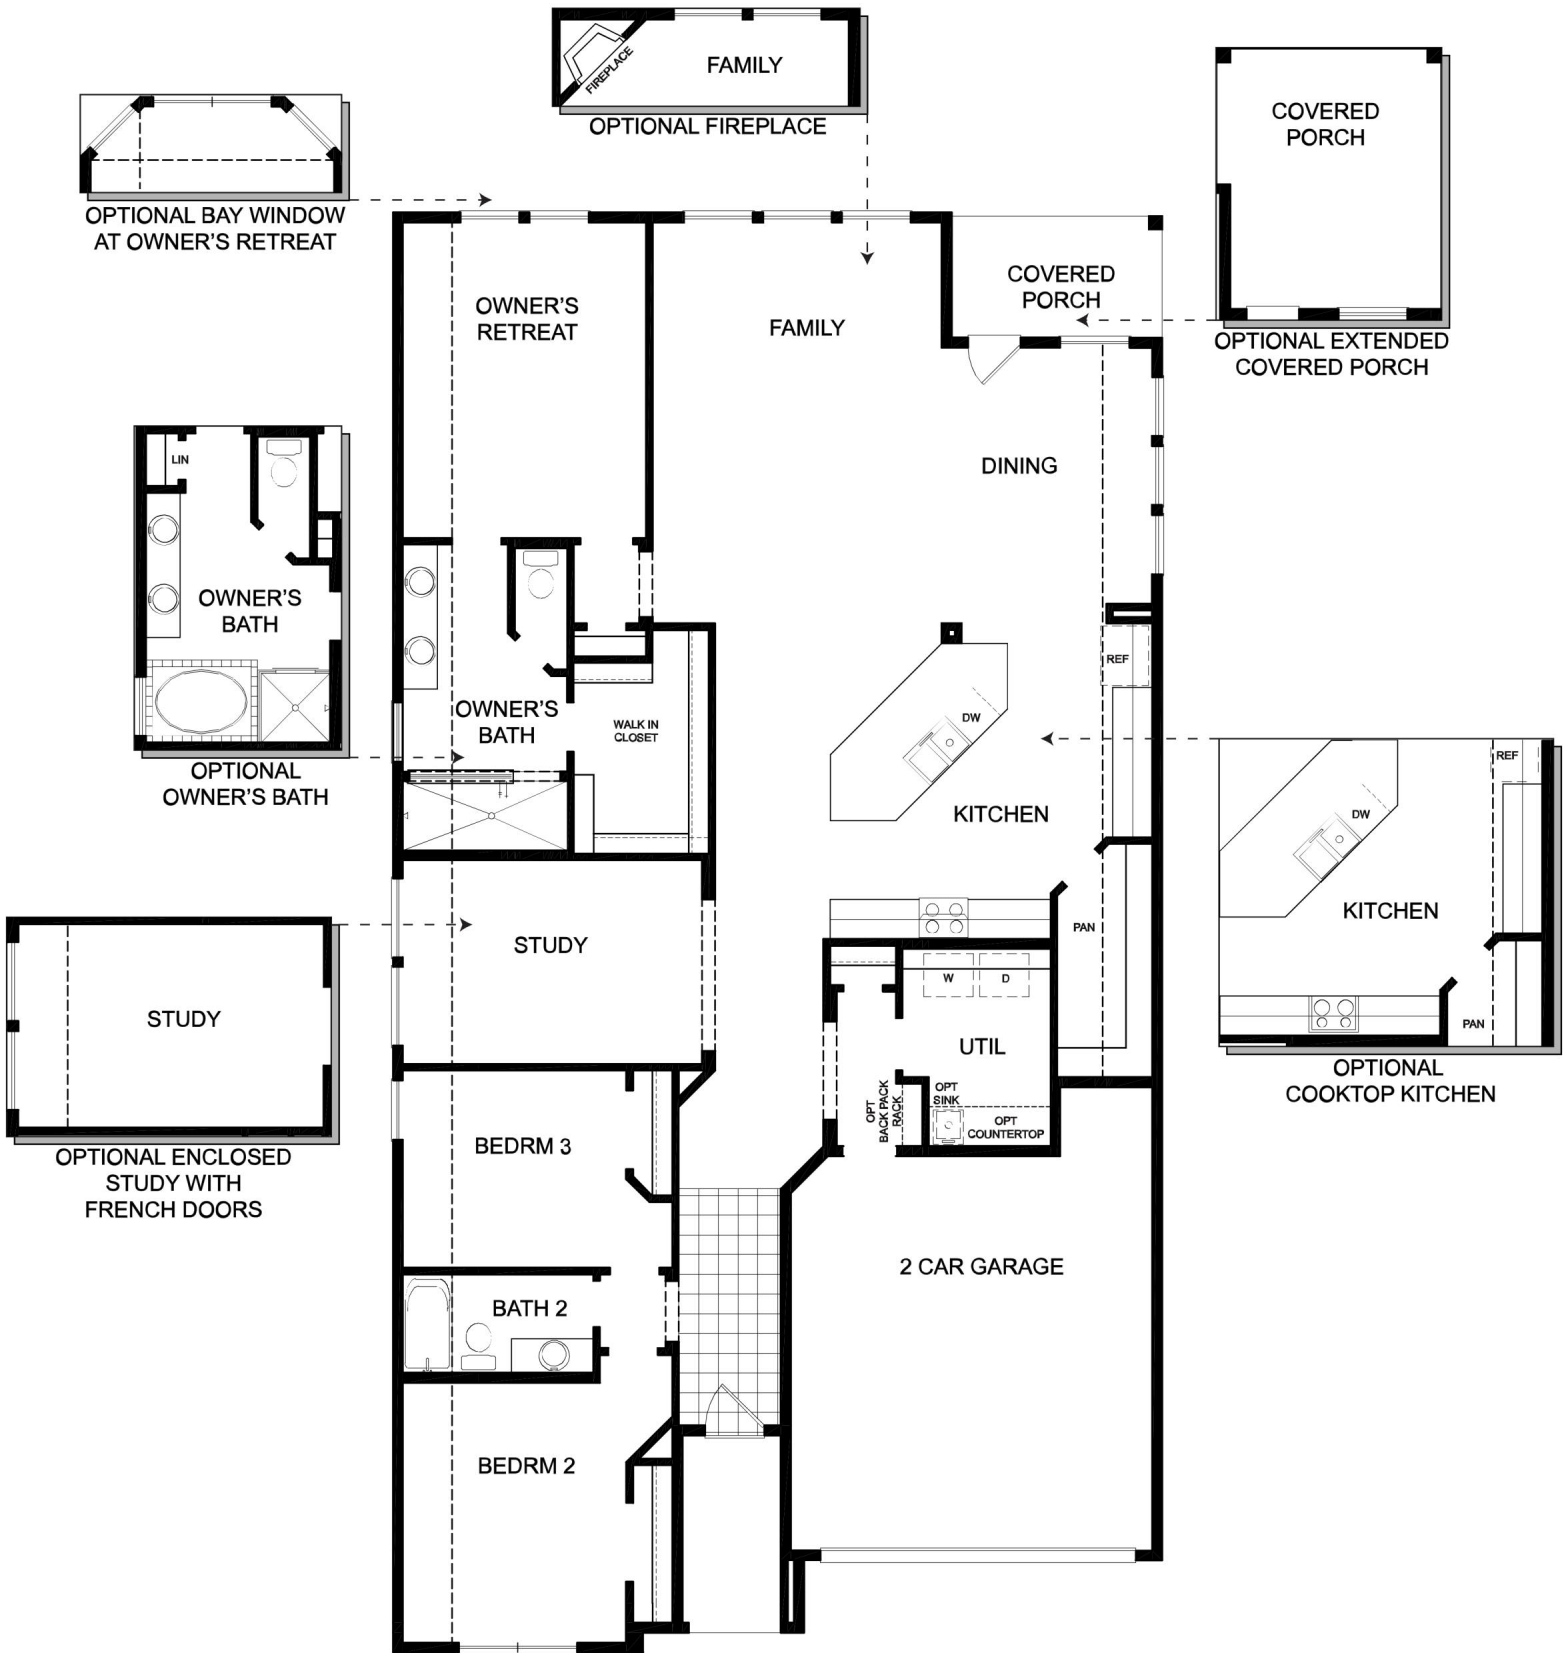 FAMILY
FIREPLACE
OPTIONAL FIREPLACE
COVERED
PORCH
OPTIONAL EXTENDED
COVERED PORCH
OPTIONAL BAY WINDOW
AT OWNER'S RETREAT
OWNER'S
RETREAT
FAMILY
COVERED
PORCH
DINING
LIN
OWNER'S
BATH
OPTIONAL
OWNER'S BATH
OWNER'S
BATH
WALK IN
CLOSET
REF
DW
KITCHEN
PAN
REF
DW
KITCHEN
PAN
OPTIONAL
COOKTOP KITCHEN
STUDY
OPTIONAL ENCLOSED
STUDY WITH
FRENCH DOORS
STUDY
W
D
UTIL
OPT
BACK PACK
RACK
OPT
SINK
OPT
COUNTERTOP
BEDRM 3
2 CAR GARAGE
BATH 2
BEDRM 2